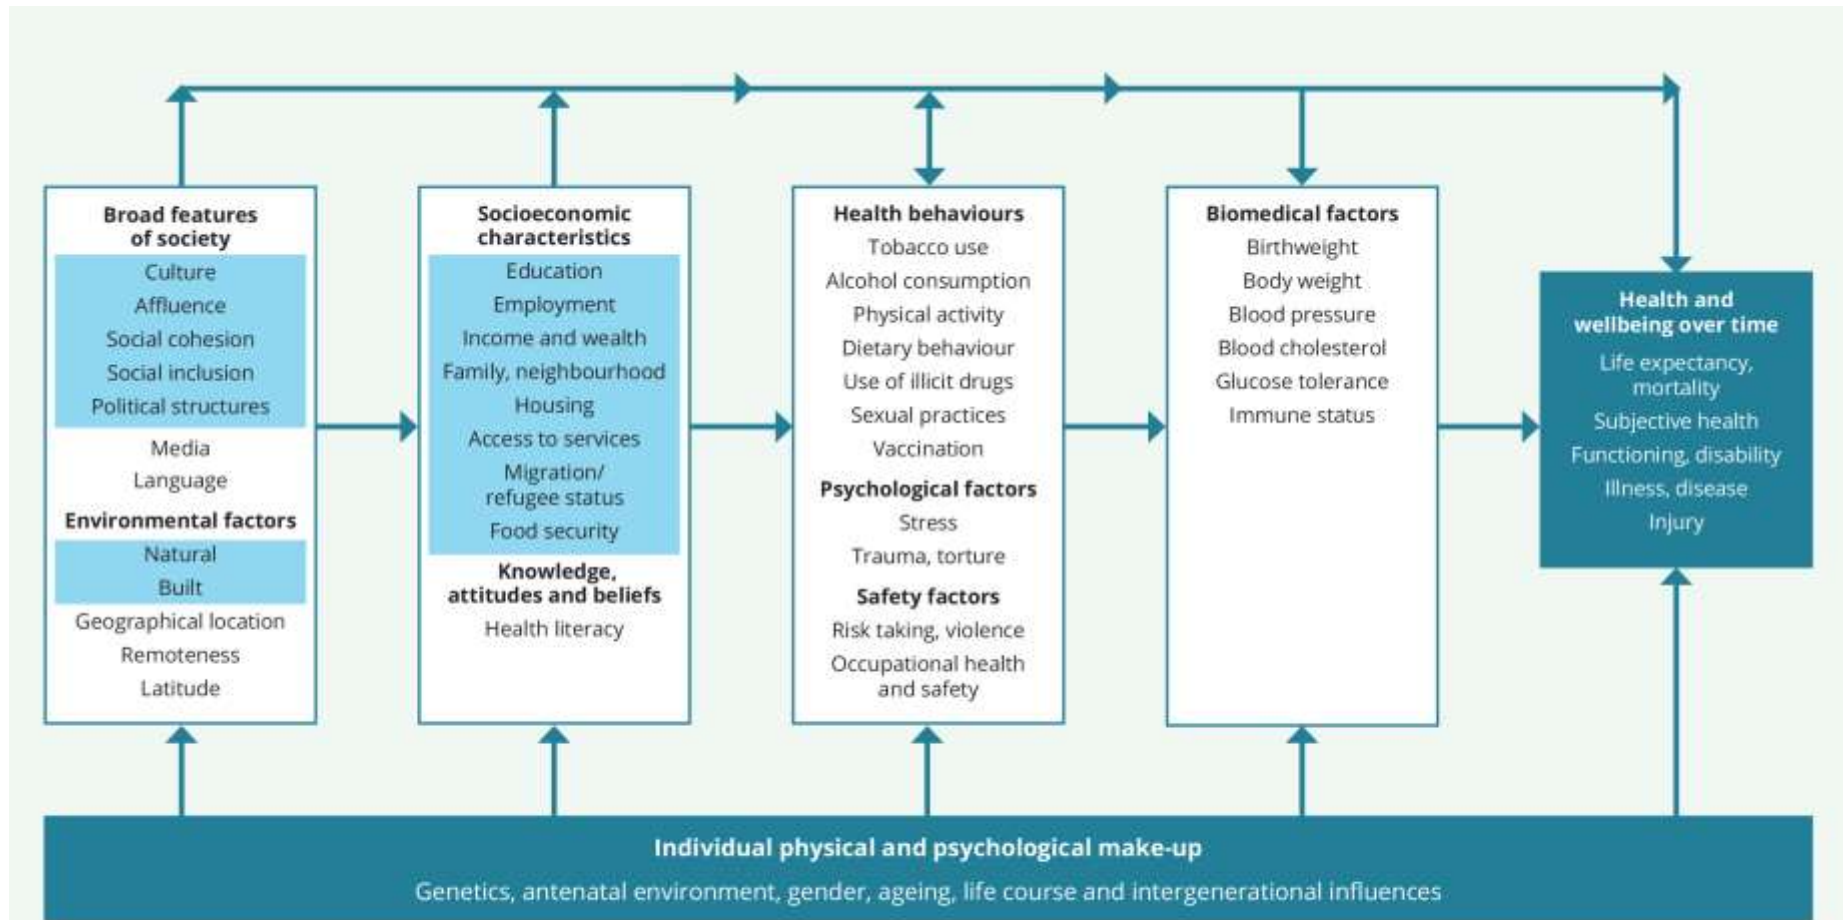 Broad features
of society
Culture
Affluence
Social cohesion
Social inclusion
Political structures
Media
Language
Environmental factors
Natural
Built
Geographical location
Remoteness
Latitude
Socioeconomic
characteristics
Education
Employment
Income and wealth
Family, neighbourhood
Housing
Access to services
Migration/
refugee status
Food security
Knowledge,
attitudes and beliefs
Health literacy
Health behaviours
Tobacco use
Alcohol consumption
Physical activity
Dietary behaviour
Use of illicit drugs
Sexual practices
Vaccination
Psychological factors
Stress
Trauma, torture
Safety factors
Risk taking, violence
Occupational health
and safety
Biomedical factors
Birthweight
Body weight
Blood pressure
Blood cholesterol
Glucose tolerance
Immune status
Health and
wellbeing over time
Life expectancy,
mortality
Subjective health
Functioning, disability
Illness, disease
Injury
Individual physical and psychological make-up
Genetics, antenatal environment, gender, ageing, life course and intergenerational influences